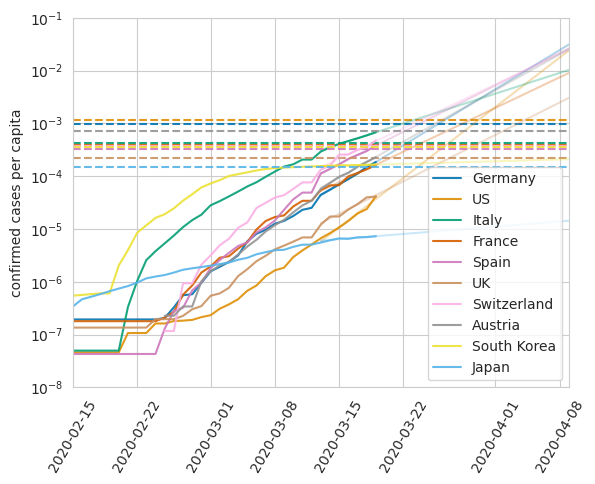 confirmed cases per capita
10⁻¹
10⁻²
10⁻³
10⁻⁴
10⁻⁵
10⁻⁶
10⁻⁷
10⁻⁸
Germany
US
Italy
France
Spain
UK
Switzerland
Austria
South Korea
Japan
2020-02-15
2020-02-22
2020-03-01
2020-03-08
2020-03-15
2020-03-22
2020-04-01
2020-04-08